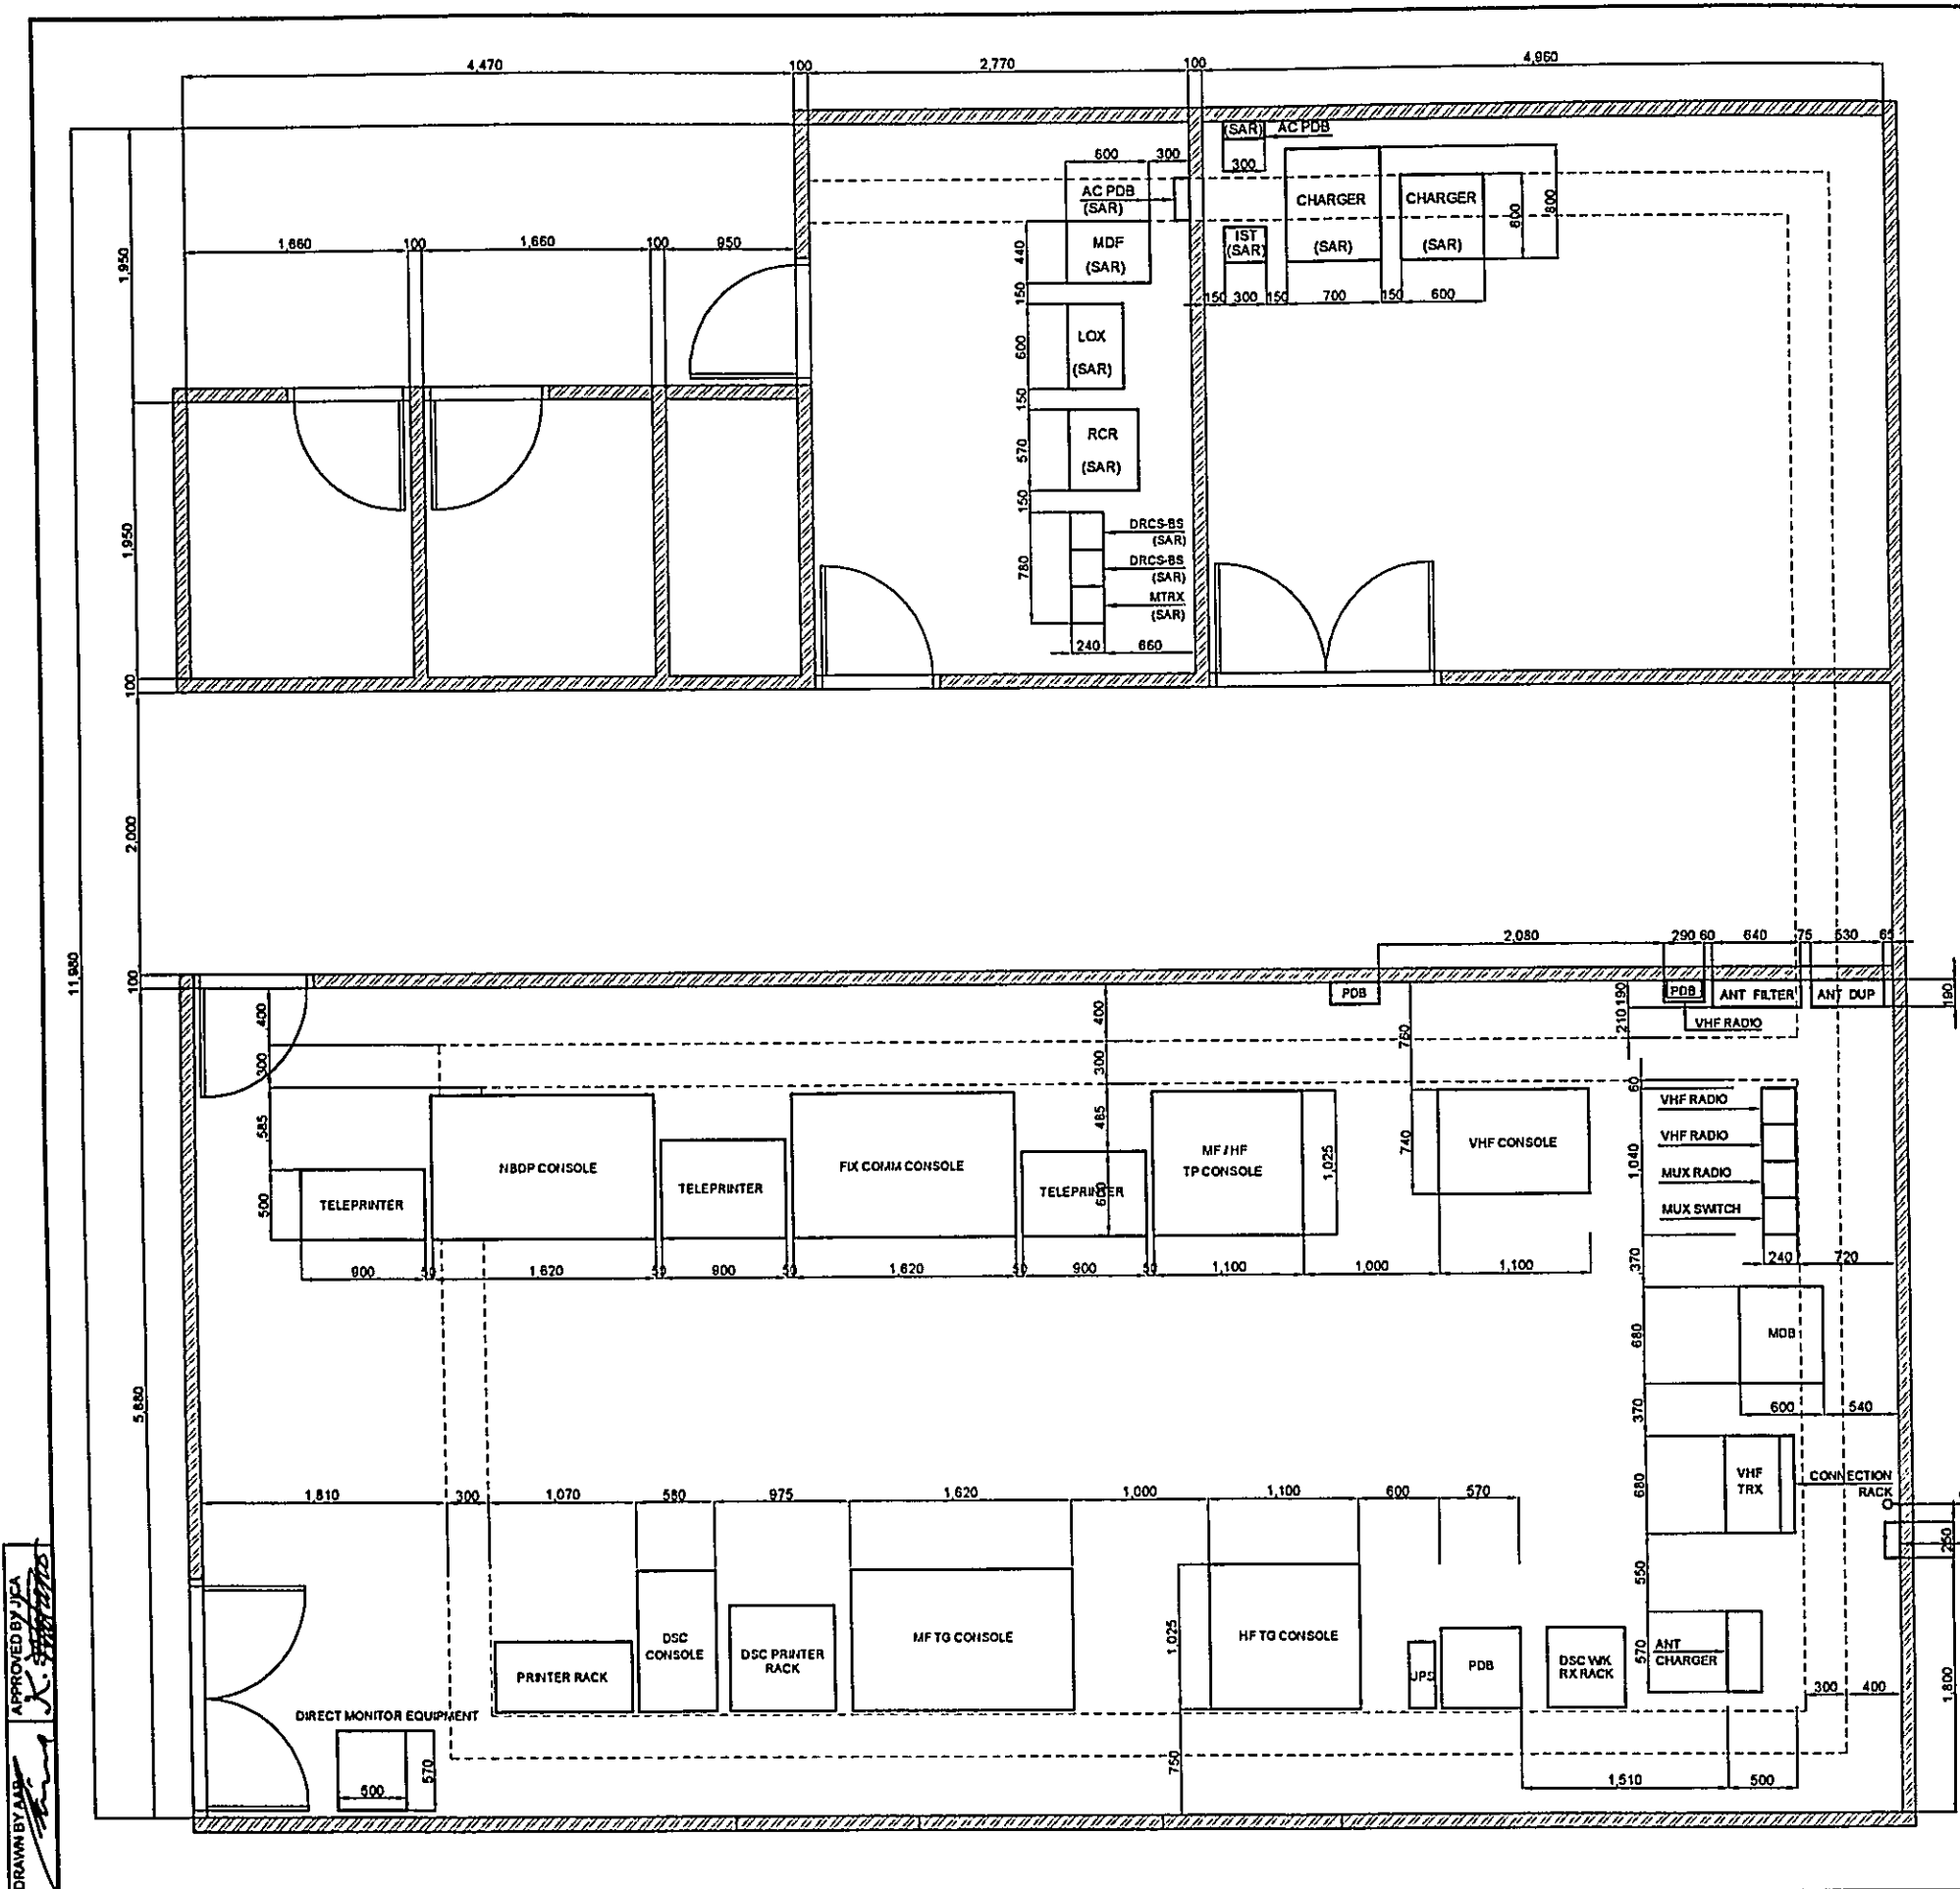 4,470
100
2,770
100
4,960
(SAR)
AC PDB
300
600
300
AC PDB
(SAR)
CHARGER
(SAR)
CHARGER
(SAR)
600
800
MDF
(SAR)
IST
(SAR)
150
300
150
700
150
600
1,660
100
1,660
100
950
1,950
440
150
600
150
570
150
780
LOX
(SAR)
RCR
(SAR)
DRCS-BS
(SAR)
DRCS-BS
(SAR)
MTRX
(SAR)
240
660
1,950
100
2,000
100
11,980
5,880
2,080
290
60
640
75
530
65
PDB
PDB
ANT FILTER
ANT DUP
190
VHF RADIO
400
300
585
500
400
300
485
600
760
740
190
210
60
1,040
370
680
370
680
550
570
TELEPRINTER
NBDP CONSOLE
TELEPRINTER
FIX COMM CONSOLE
TELEPRINTER
MF / HF
TP CONSOLE
1,025
VHF CONSOLE
VHF RADIO
VHF RADIO
MUX RADIO
MUX SWITCH
240
720
900
50
1,620
50
900
50
1,620
50
900
50
1,100
1,000
1,100
MDB
600
540
VHF
TRX
CONNECTION
RACK
250
1,800
1,810
300
1,070
580
975
1,620
1,000
1,100
600
570
PRINTER RACK
DSC
CONSOLE
DSC PRINTER
RACK
MF TG CONSOLE
1,025
HF TG CONSOLE
UPS
PDB
DSC WK
RX RACK
ANT
CHARGER
300
400
DIRECT MONITOR EQUIPMENT
500
570
750
1,510
500
APPROVED BY JICA
DRAWN BY AAR